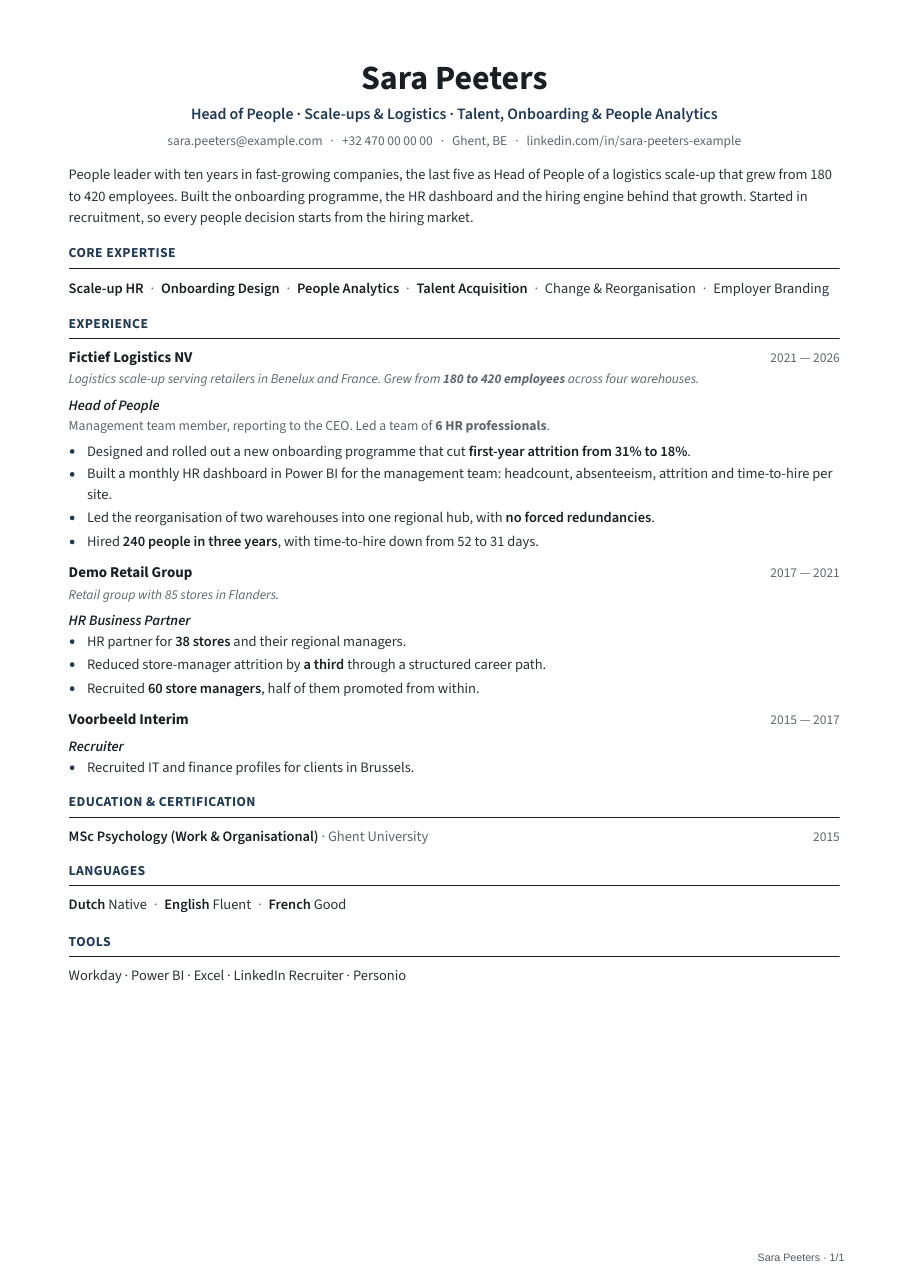 Sara Peeters
Head of People · Scale-ups & Logistics · Talent, Onboarding & People Analytics
sara.peeters@example.com · +32 470 00 00 00 · Ghent, BE · linkedin.com/in/sara-peeters-example
People leader with ten years in fast-growing companies, the last five as Head of People of a logistics scale-up that grew from 180
to 420 employees. Built the onboarding programme, the HR dashboard and the hiring engine behind that growth. Started in
recruitment, so every people decision starts from the hiring market.
CORE EXPERTISE
Scale-up HR · Onboarding Design · People Analytics · Talent Acquisition · Change & Reorganisation · Employer Branding
EXPERIENCE
Fictief Logistics NV 2021 — 2026
Logistics scale-up serving retailers in Benelux and France. Grew from 180 to 420 employees across four warehouses.
Head of People
Management team member, reporting to the CEO. Led a team of 6 HR professionals.
• Designed and rolled out a new onboarding programme that cut first-year attrition from 31% to 18%.
• Built a monthly HR dashboard in Power BI for the management team: headcount, absenteeism, attrition and time-to-hire per
site.
• Led the reorganisation of two warehouses into one regional hub, with no forced redundancies.
• Hired 240 people in three years, with time-to-hire down from 52 to 31 days.
Demo Retail Group 2017 — 2021
Retail group with 85 stores in Flanders.
HR Business Partner
• HR partner for 38 stores and their regional managers.
• Reduced store-manager attrition by a third through a structured career path.
• Recruited 60 store managers, half of them promoted from within.
Voorbeeld Interim 2015 — 2017
Recruiter
• Recruited IT and finance profiles for clients in Brussels.
EDUCATION & CERTIFICATION
MSc Psychology (Work & Organisational) · Ghent University 2015
LANGUAGES
Dutch Native · English Fluent · French Good
TOOLS
Workday · Power BI · Excel · LinkedIn Recruiter · Personio
Sara Peeters · 1/1